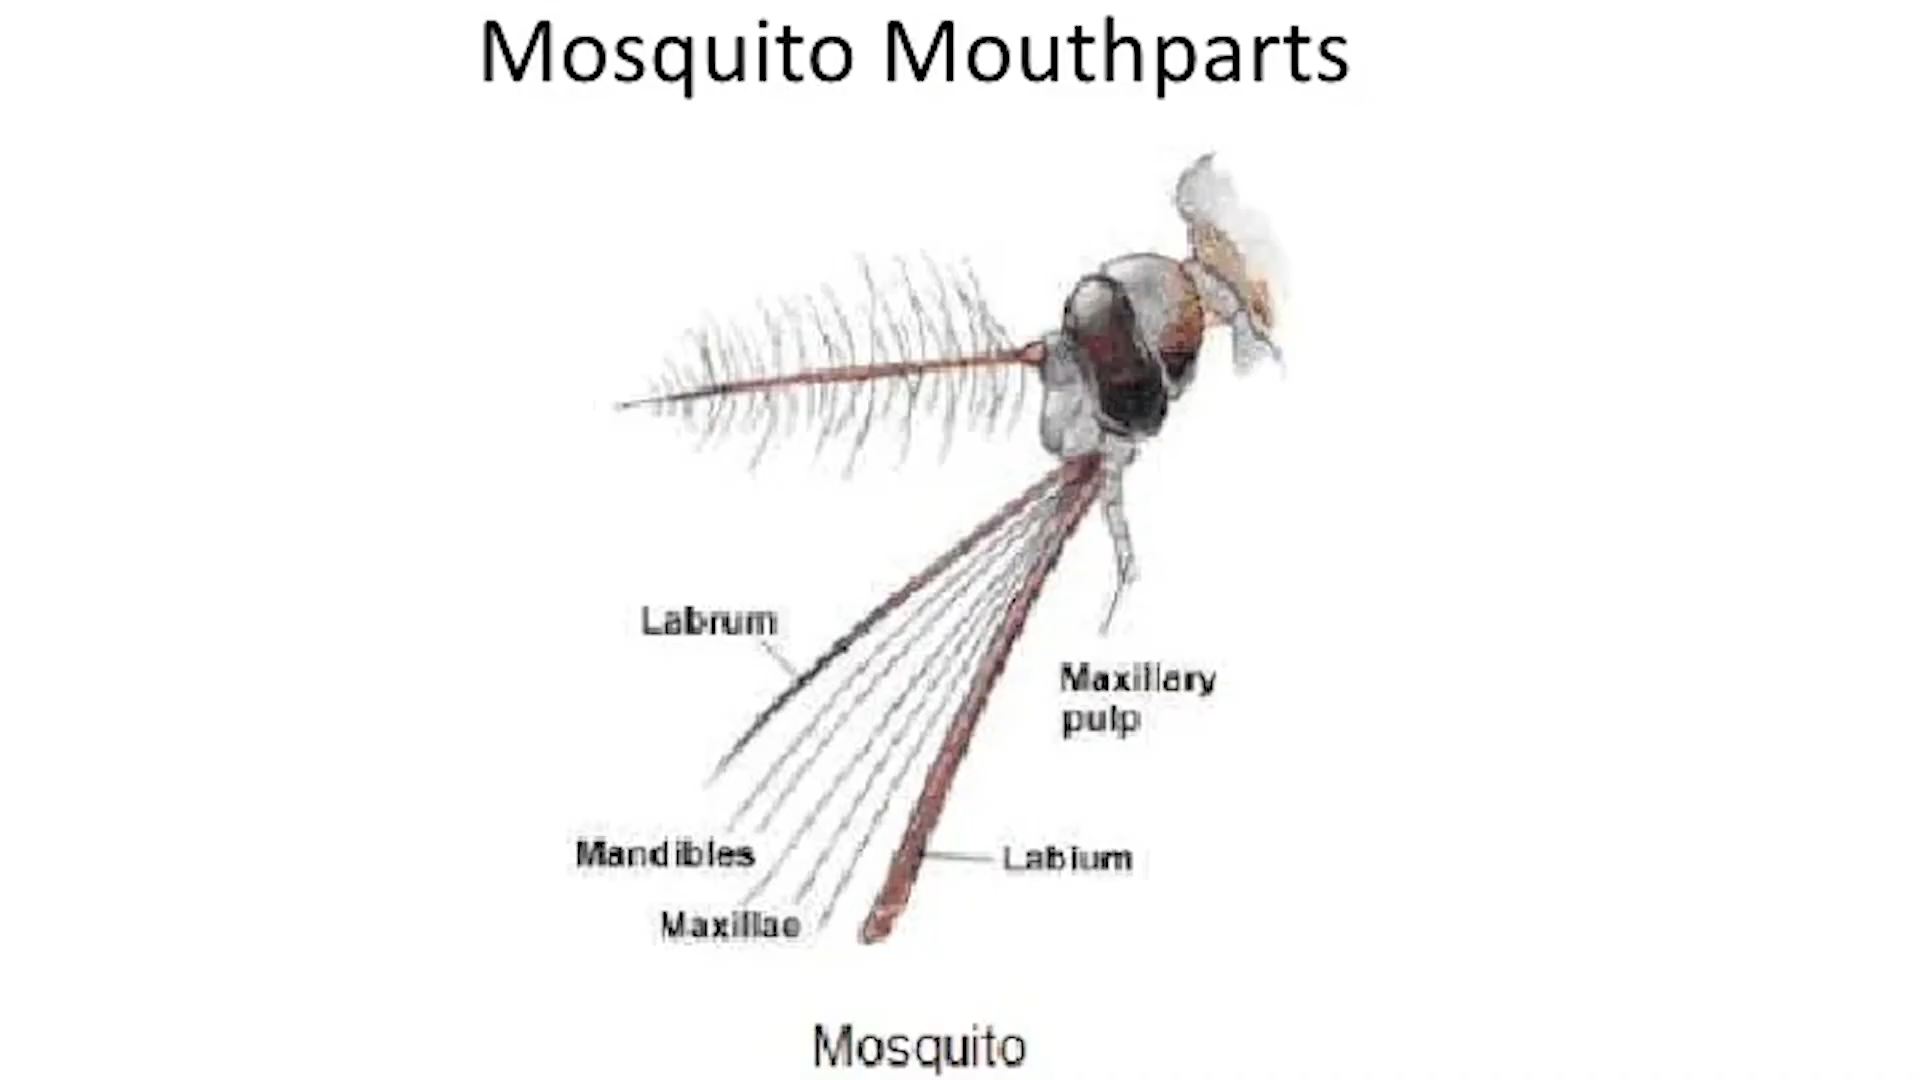 Mosquito Mouthparts
Labrum
Maxillary
pulp
Mandibles
Labium
Maxillae
Mosquito